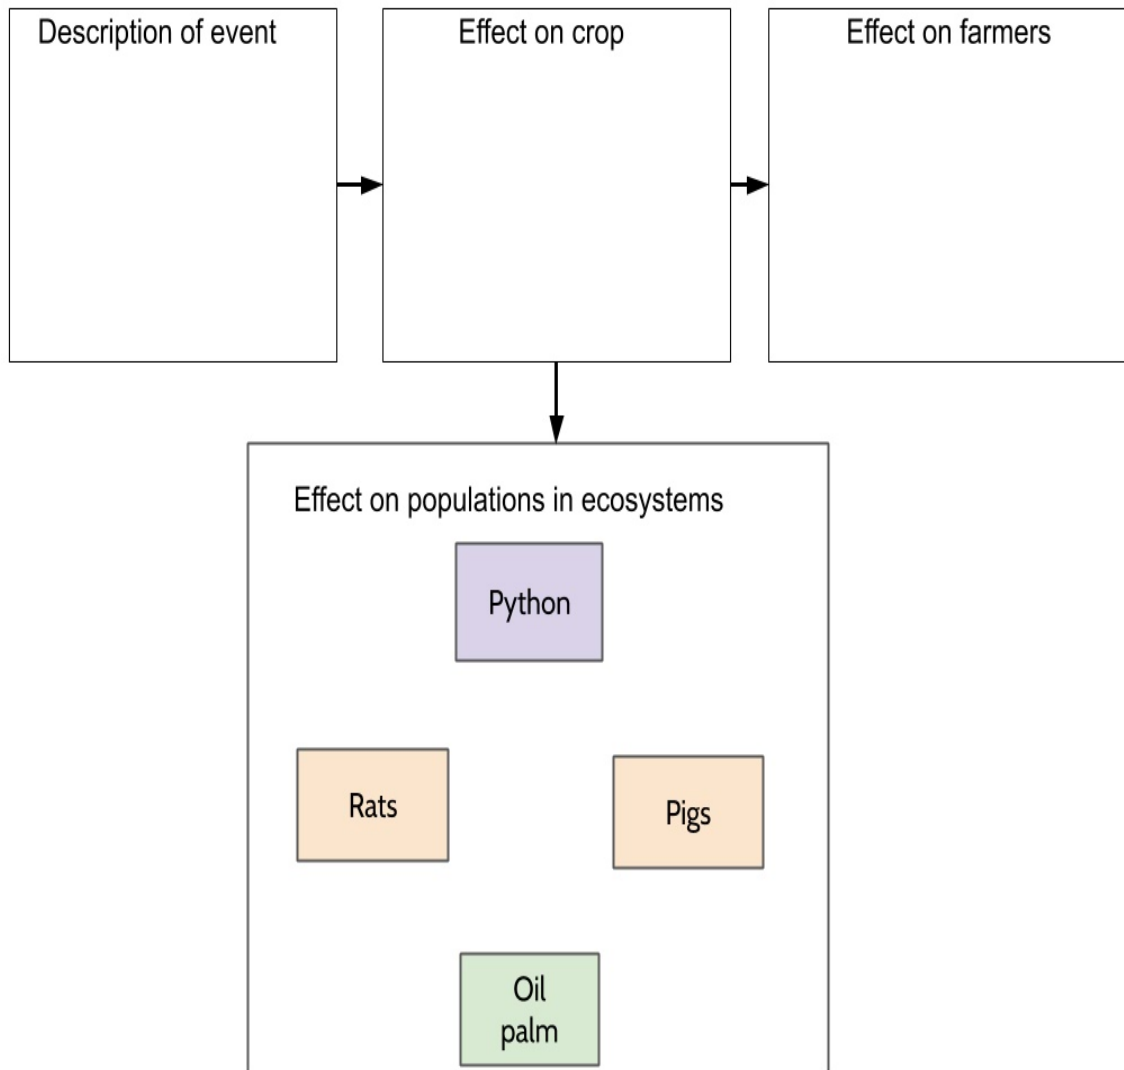 Description of event
Effect on crop
Effect on farmers
Effect on populations in ecosystems
Python
Rats
Pigs
Oil
palm